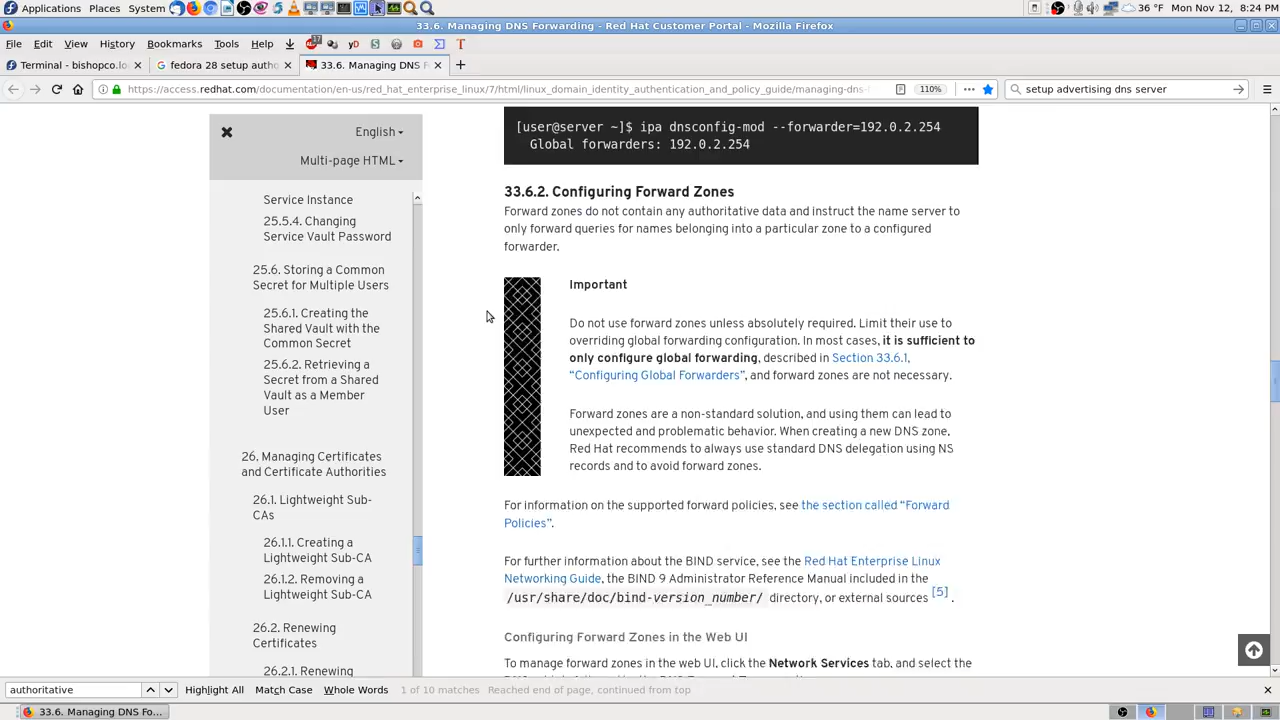 Applications Places System 36 °F Mon Nov 12, 8:24 PM
33.6. Managing DNS Forwarding - Red Hat Customer Portal - Mozilla Firefox
File Edit View History Bookmarks Tools Help
Terminal - bishopco.lo
fedora 28 setup autho
33.6. Managing DNS F
https://access.redhat.com/documentation/en-us/red_hat_enterprise_linux/7/html/linux_domain_identity_authentication_and_policy_guide/managing-dns-
110%
setup advertising dns server
English
Multi-page HTML
Service Instance
25.5.4. Changing
Service Vault Password
25.6. Storing a Common
Secret for Multiple Users
25.6.1. Creating the
Shared Vault with the
Common Secret
25.6.2. Retrieving a
Secret from a Shared
Vault as a Member
User
26. Managing Certificates
and Certificate Authorities
26.1. Lightweight Sub-
CAs
26.1.1. Creating a
Lightweight Sub-CA
26.1.2. Removing a
Lightweight Sub-CA
26.2. Renewing
Certificates
26.2.1. Renewing
[user@server ~]$ ipa dnsconfig-mod --forwarder=192.0.2.254
Global forwarders: 192.0.2.254
33.6.2. Configuring Forward Zones
Forward zones do not contain any authoritative data and instruct the name server to
only forward queries for names belonging into a particular zone to a configured
forwarder.
Important
Do not use forward zones unless absolutely required. Limit their use to
overriding global forwarding configuration. In most cases, it is sufficient to
only configure global forwarding, described in Section 33.6.1,
“Configuring Global Forwarders”, and forward zones are not necessary.
Forward zones are a non-standard solution, and using them can lead to
unexpected and problematic behavior. When creating a new DNS zone,
Red Hat recommends to always use standard DNS delegation using NS
records and to avoid forward zones.
For information on the supported forward policies, see the section called “Forward
Policies”.
For further information about the BIND service, see the Red Hat Enterprise Linux
Networking Guide, the BIND 9 Administrator Reference Manual included in the
/usr/share/doc/bind-version_number/ directory, or external sources [5] .
Configuring Forward Zones in the Web UI
To manage forward zones in the web UI, click the Network Services tab, and select the
authoritative Highlight All Match Case Whole Words 1 of 10 matches Reached end of page, continued from top
33.6. Managing DNS Fo...